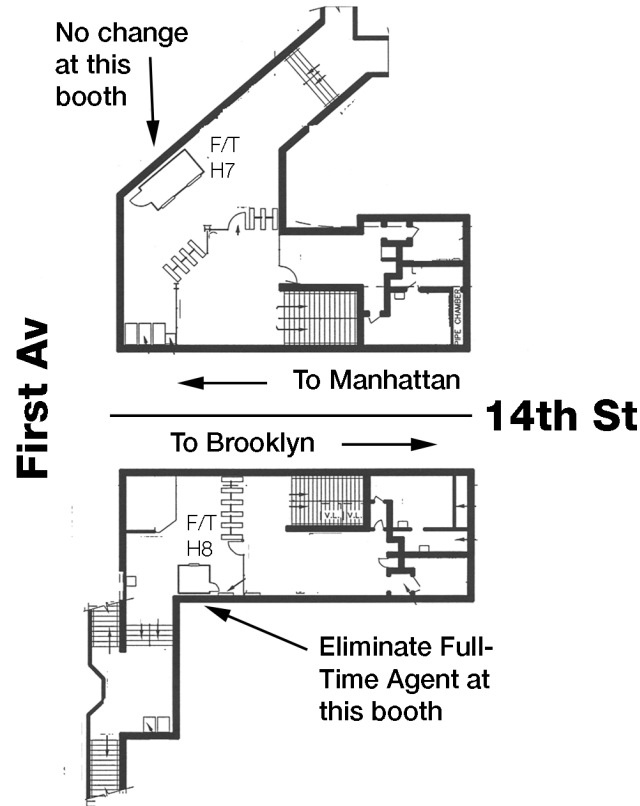 No change
at this
booth
F/T
H7
PIPE CHAMBER
To Manhattan
First Av
14th St
To Brooklyn
V.L. V.L.
F/T
H8
Eliminate Full-
Time Agent at
this booth